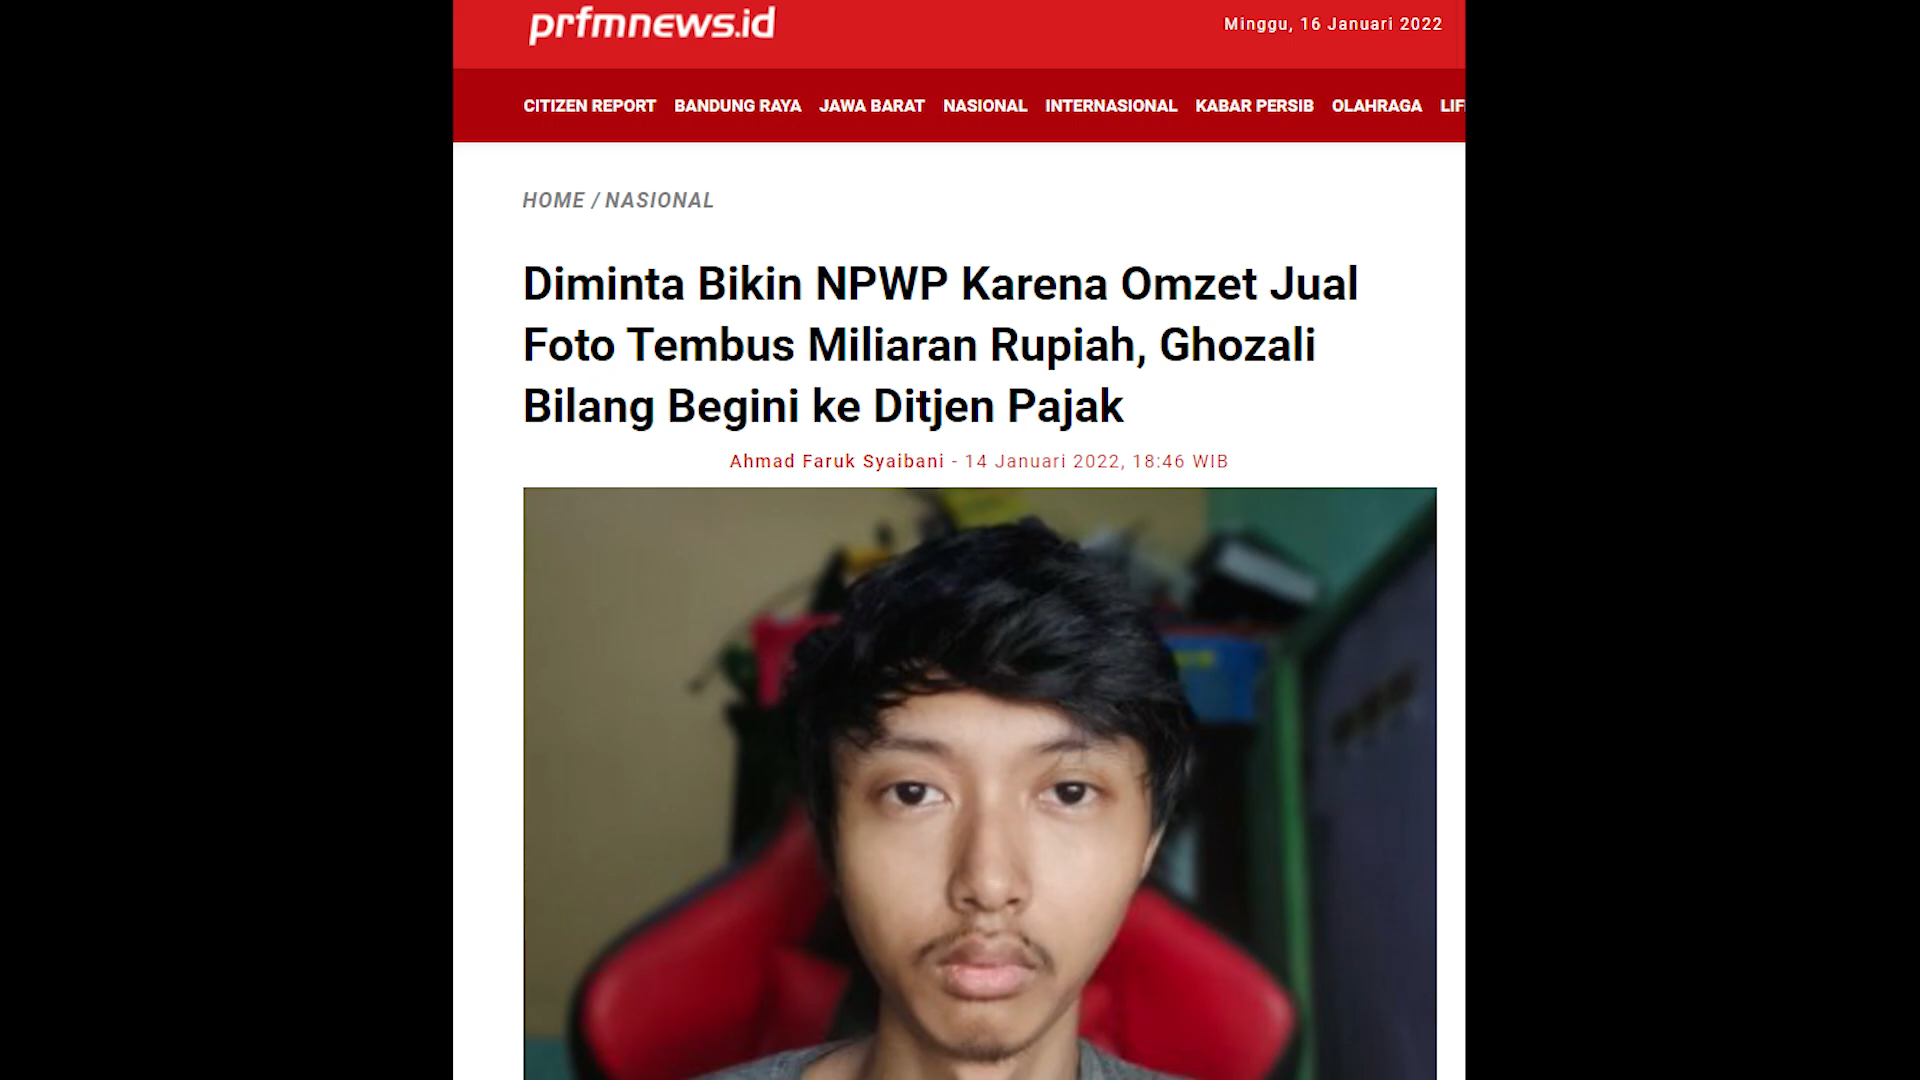 prfmnews.id
Minggu, 16 Januari 2022
CITIZEN REPORT BANDUNG RAYA JAWA BARAT NASIONAL INTERNASIONAL KABAR PERSIB OLAHRAGA LIF
HOME / NASIONAL
Diminta Bikin NPWP Karena Omzet Jual
Foto Tembus Miliaran Rupiah, Ghozali
Bilang Begini ke Ditjen Pajak
Ahmad Faruk Syaibani - 14 Januari 2022, 18:46 WIB